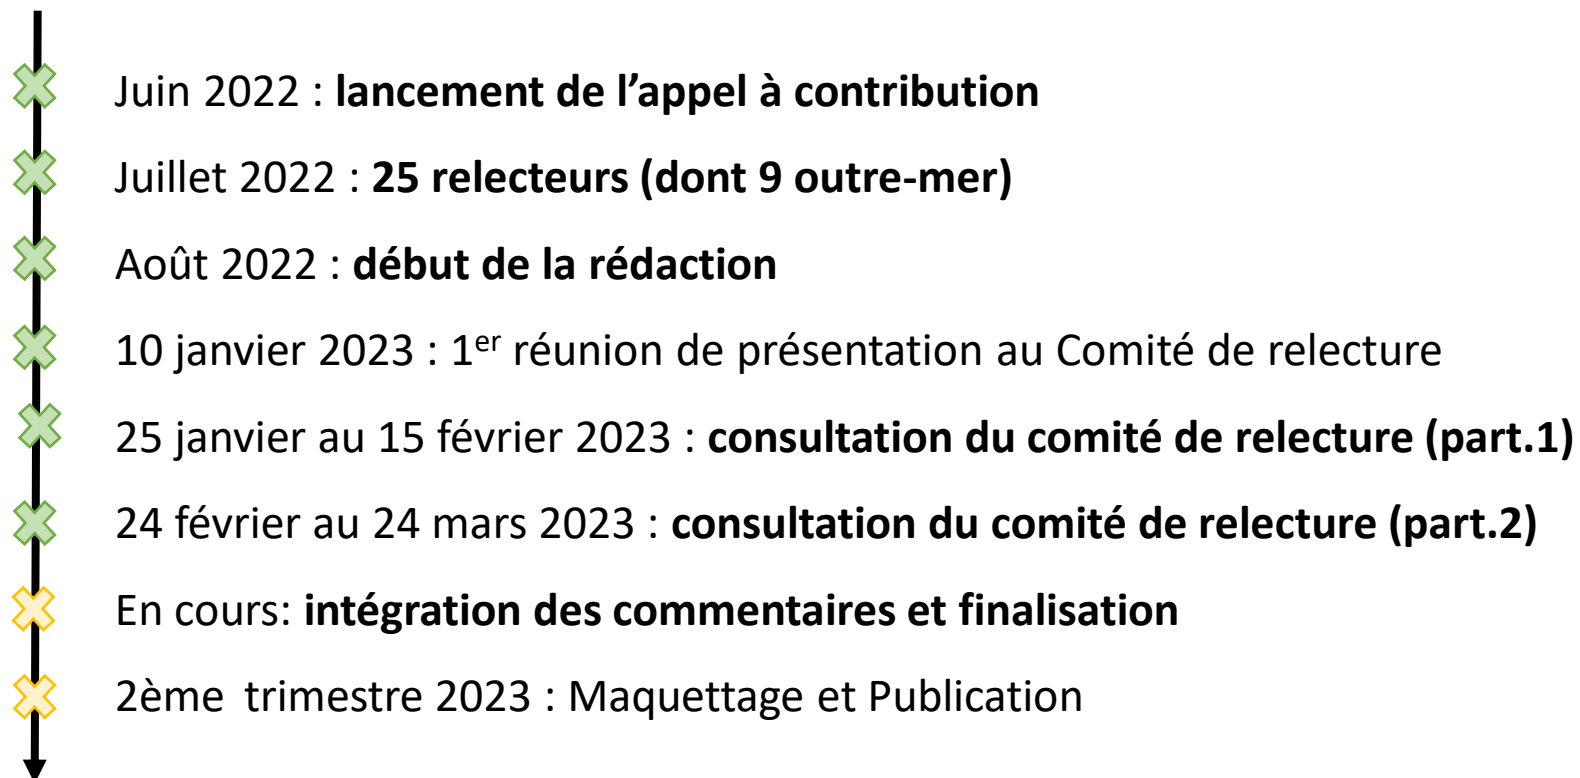 Juin 2022 : lancement de l’appel à contribution
Juillet 2022 : 25 relecteurs (dont 9 outre-mer)
Août 2022 : début de la rédaction
10 janvier 2023 : 1er réunion de présentation au Comité de relecture
25 janvier au 15 février 2023 : consultation du comité de relecture (part.1)
24 février au 24 mars 2023 : consultation du comité de relecture (part.2)
En cours: intégration des commentaires et finalisation
2ème trimestre 2023 : Maquettage et Publication